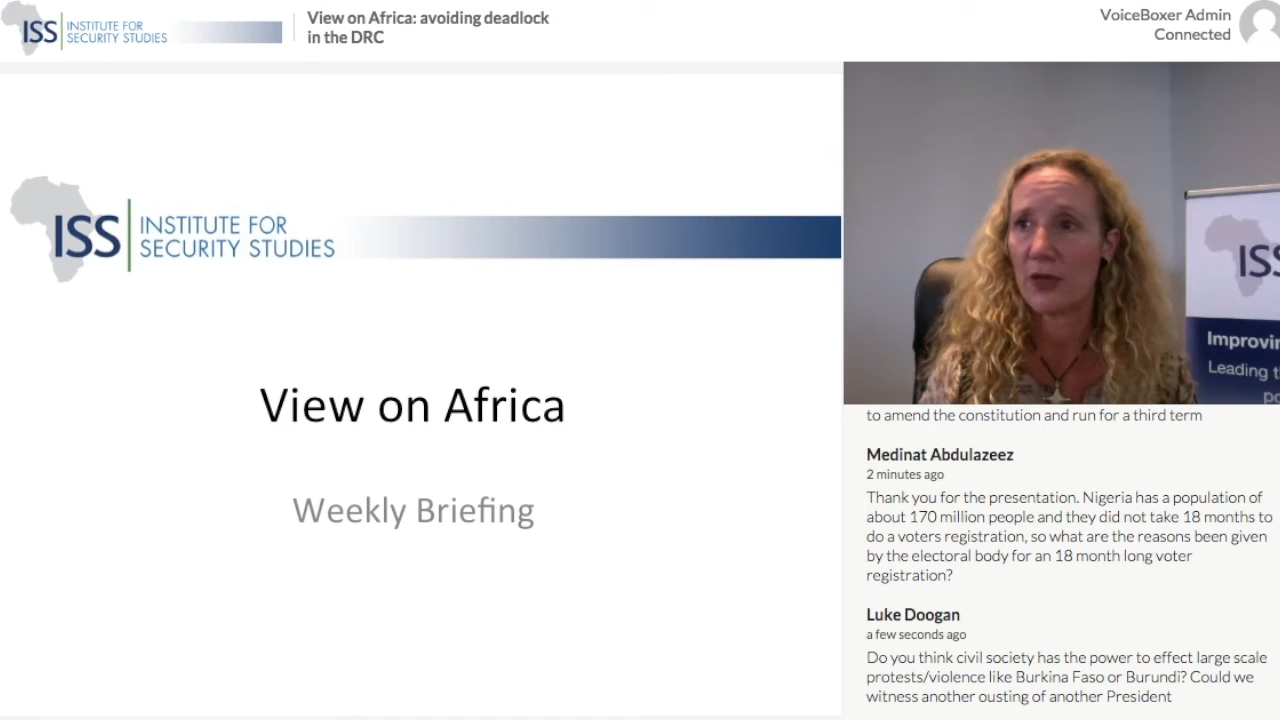 ISS
INSTITUTE FOR
SECURITY STUDIES
View on Africa: avoiding deadlock
in the DRC
VoiceBoxer Admin
Connected
ISS
INSTITUTE FOR
SECURITY STUDIES
View on Africa
Weekly Briefing
ISS
Leading
to amend the constitution and run for a third term
Medinat Abdulazeez
2 minutes ago
Thank you for the presentation. Nigeria has a population of
about 170 million people and they did not take 18 months to
do a voters registration, so what are the reasons been given
by the electoral body for an 18 month long voter
registration?
Luke Doogan
a few seconds ago
Do you think civil society has the power to effect large scale
protests/violence like Burkina Faso or Burundi? Could we
witness another ousting of another President